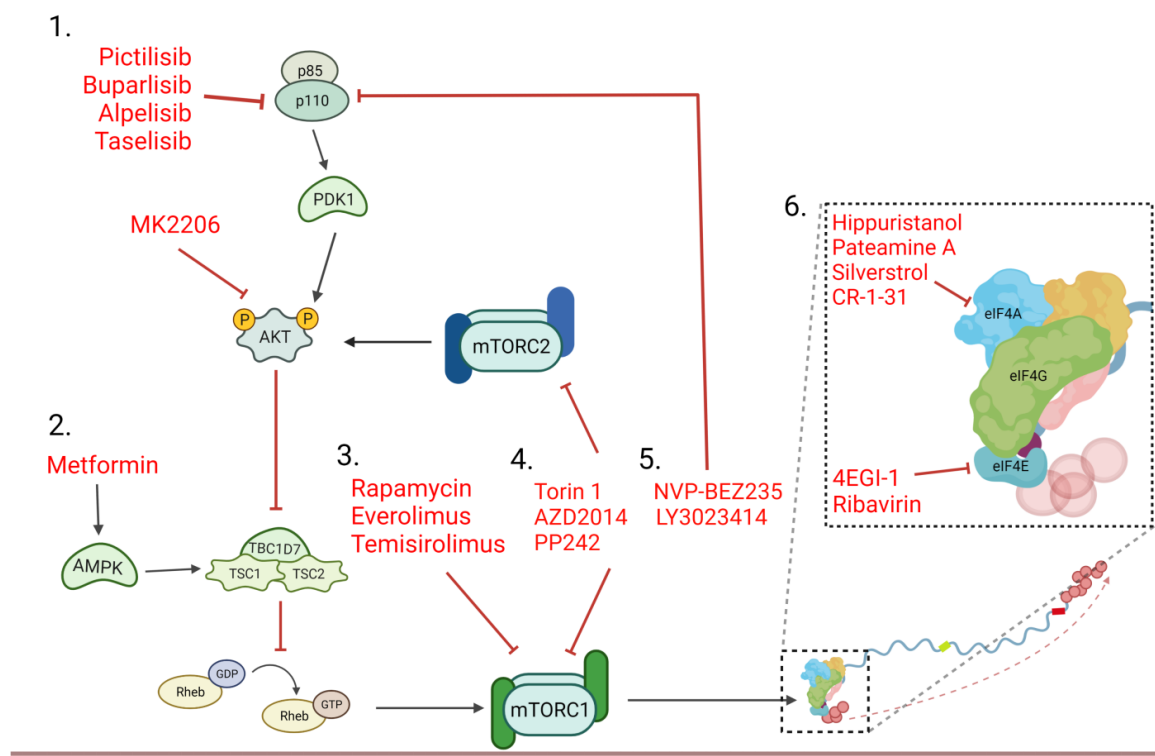 1.
Pictilisib
Buparlisib
Alpelisib
Taselisib
p85
p110
PDK1
MK2206
P
P
AKT
mTORC2
2.
Metformin
AMPK
TBC1D7
TSC1
TSC2
Rheb
GDP
Rheb
GTP
3.
Rapamycin
Everolimus
Temisirolimus
4.
Torin 1
AZD2014
PP242
5.
NVP-BEZ235
LY3023414
mTORC1
6.
Hippuristanol
Pateamine A
Silverstrol
CR-1-31
eIF4A
eIF4G
eIF4E
4EGI-1
Ribavirin